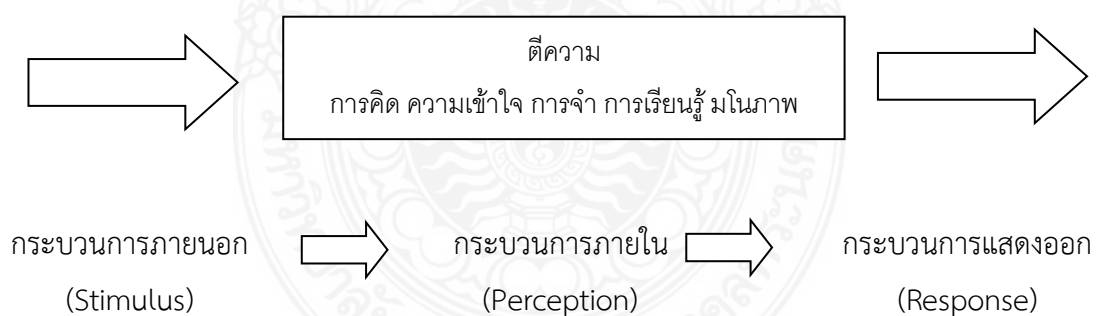 ตีความ
การคิด ความเข้าใจ การจำ การเรียนรู้ มโนภาพ
กระบวนการภายนอก กระบวนการภายใน กระบวนการแสดงออก
(Stimulus) (Perception) (Response)